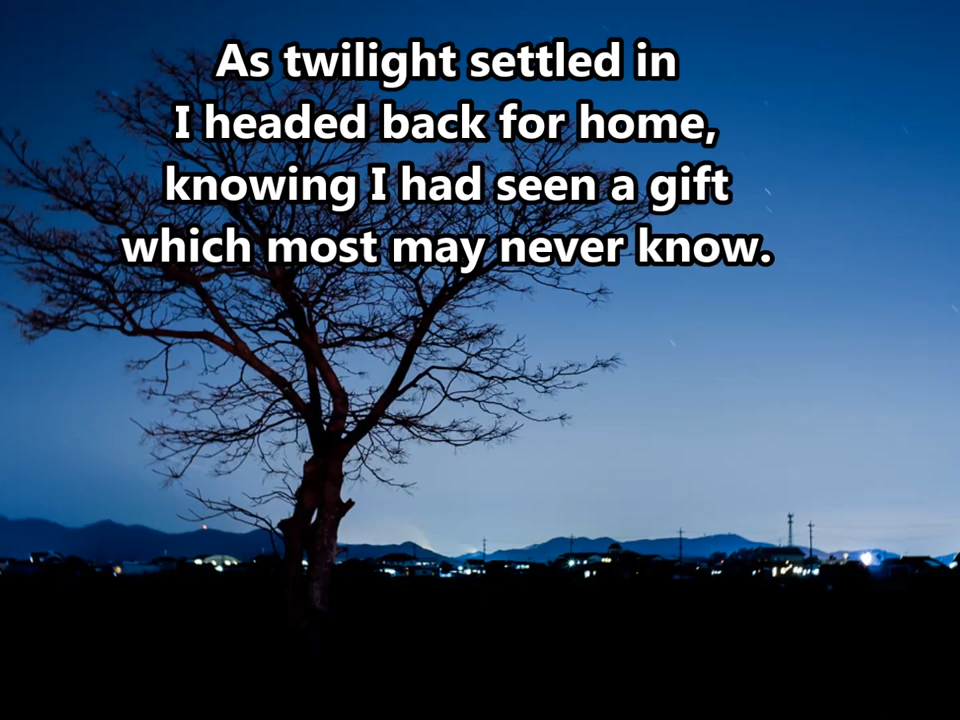 As twilight settled in
I headed back for home,
knowing I had seen a gift
which most may never know.